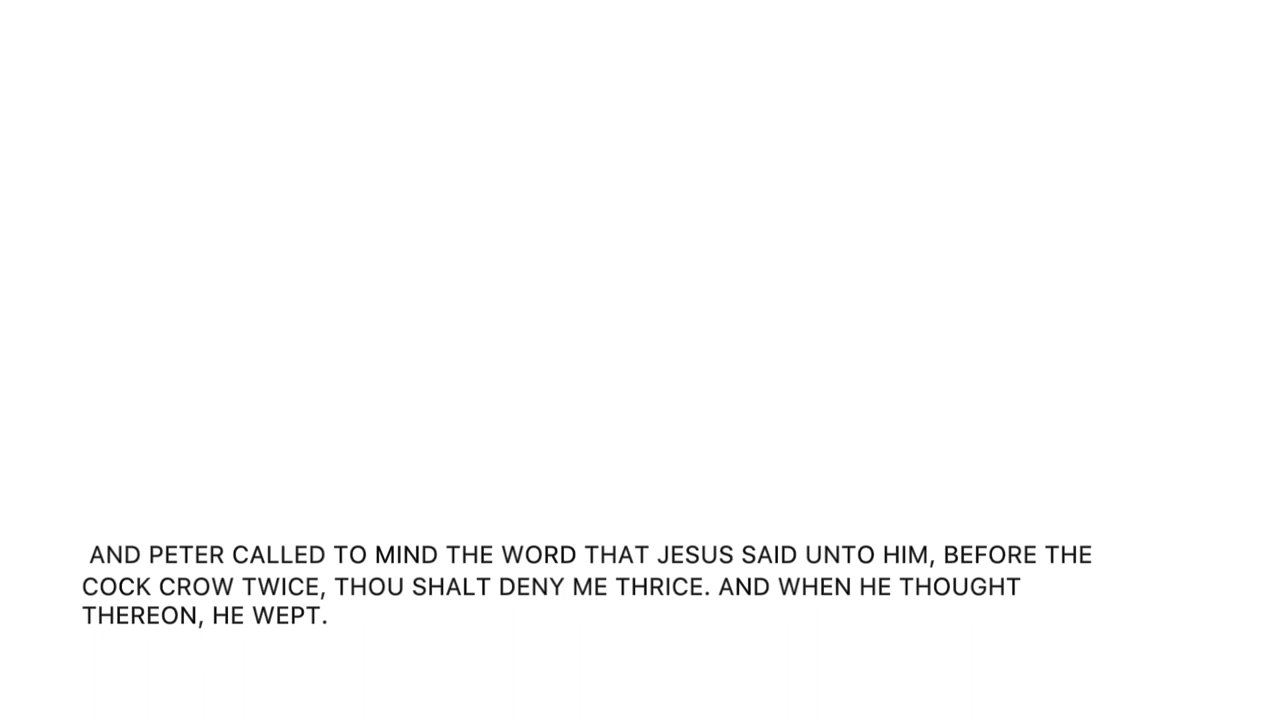 AND PETER CALLED TO MIND THE WORD THAT JESUS SAID UNTO HIM, BEFORE THE
COCK CROW TWICE, THOU SHALT DENY ME THRICE. AND WHEN HE THOUGHT
THEREON, HE WEPT.